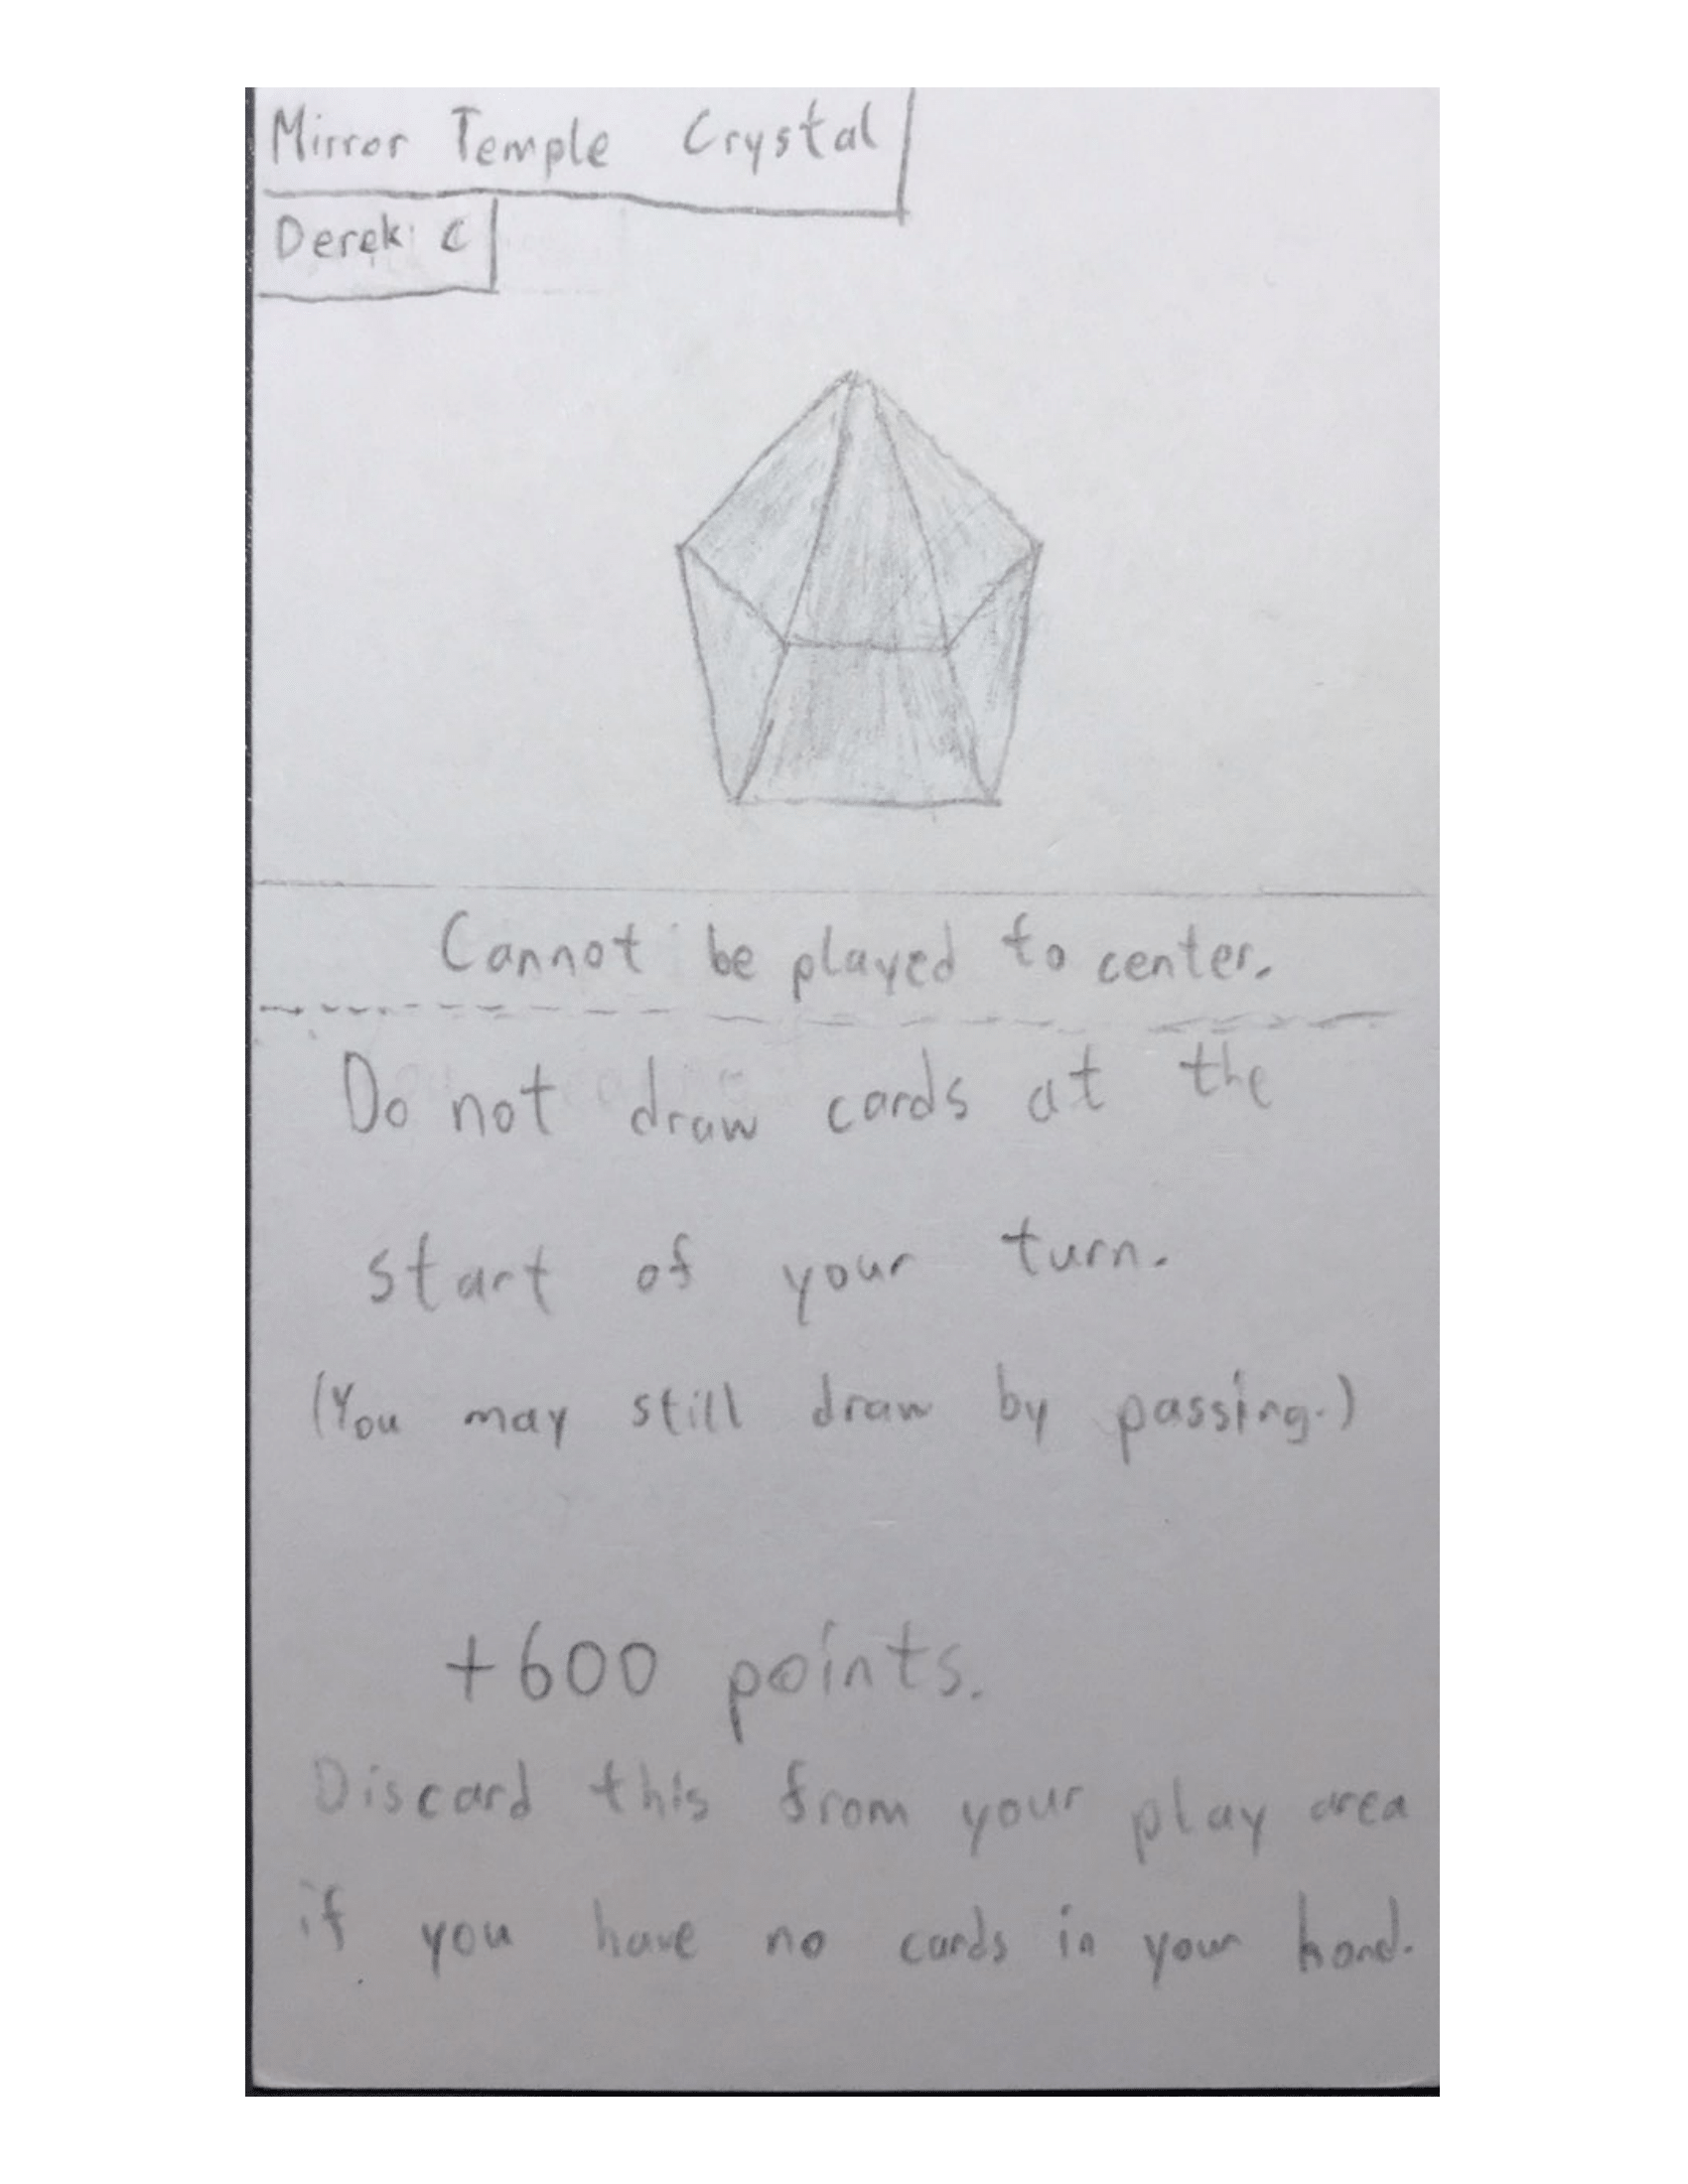 Mirror Temple Crystal
Derek C
Cannot be played to center.
Do not draw cards at the
start of your turn.
(You may still draw by passing.)
+600 points.
Discard this from your play area
if you have no cards in your hand.